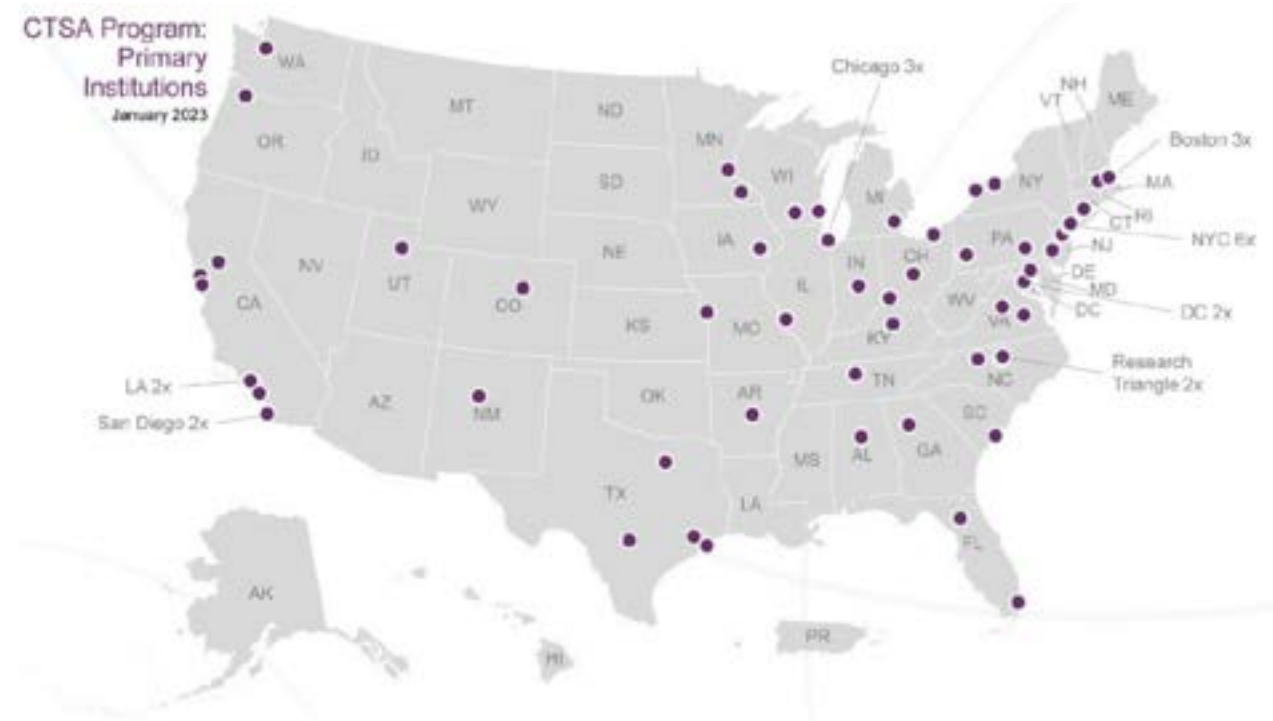 CTSA Program:
Primary
Institutions
January 2023
Chicago 3x
WA
MT
ND
MN
VT
NH
ME
Boston 3x
OR
ID
SD
WI
MI
NY
MA
WY
RI
CT
NYC 6x
IA
PA
NJ
NE
IN
OH
NV
UT
IL
DE
MD
CA
CO
WV
DC
DC 2x
KS
MO
VA
KY
Research
Triangle 2x
LA 2x
AZ
NM
OK
AR
TN
NC
San Diego 2x
SC
MS
AL
GA
TX
LA
FL
AK
HI
PR